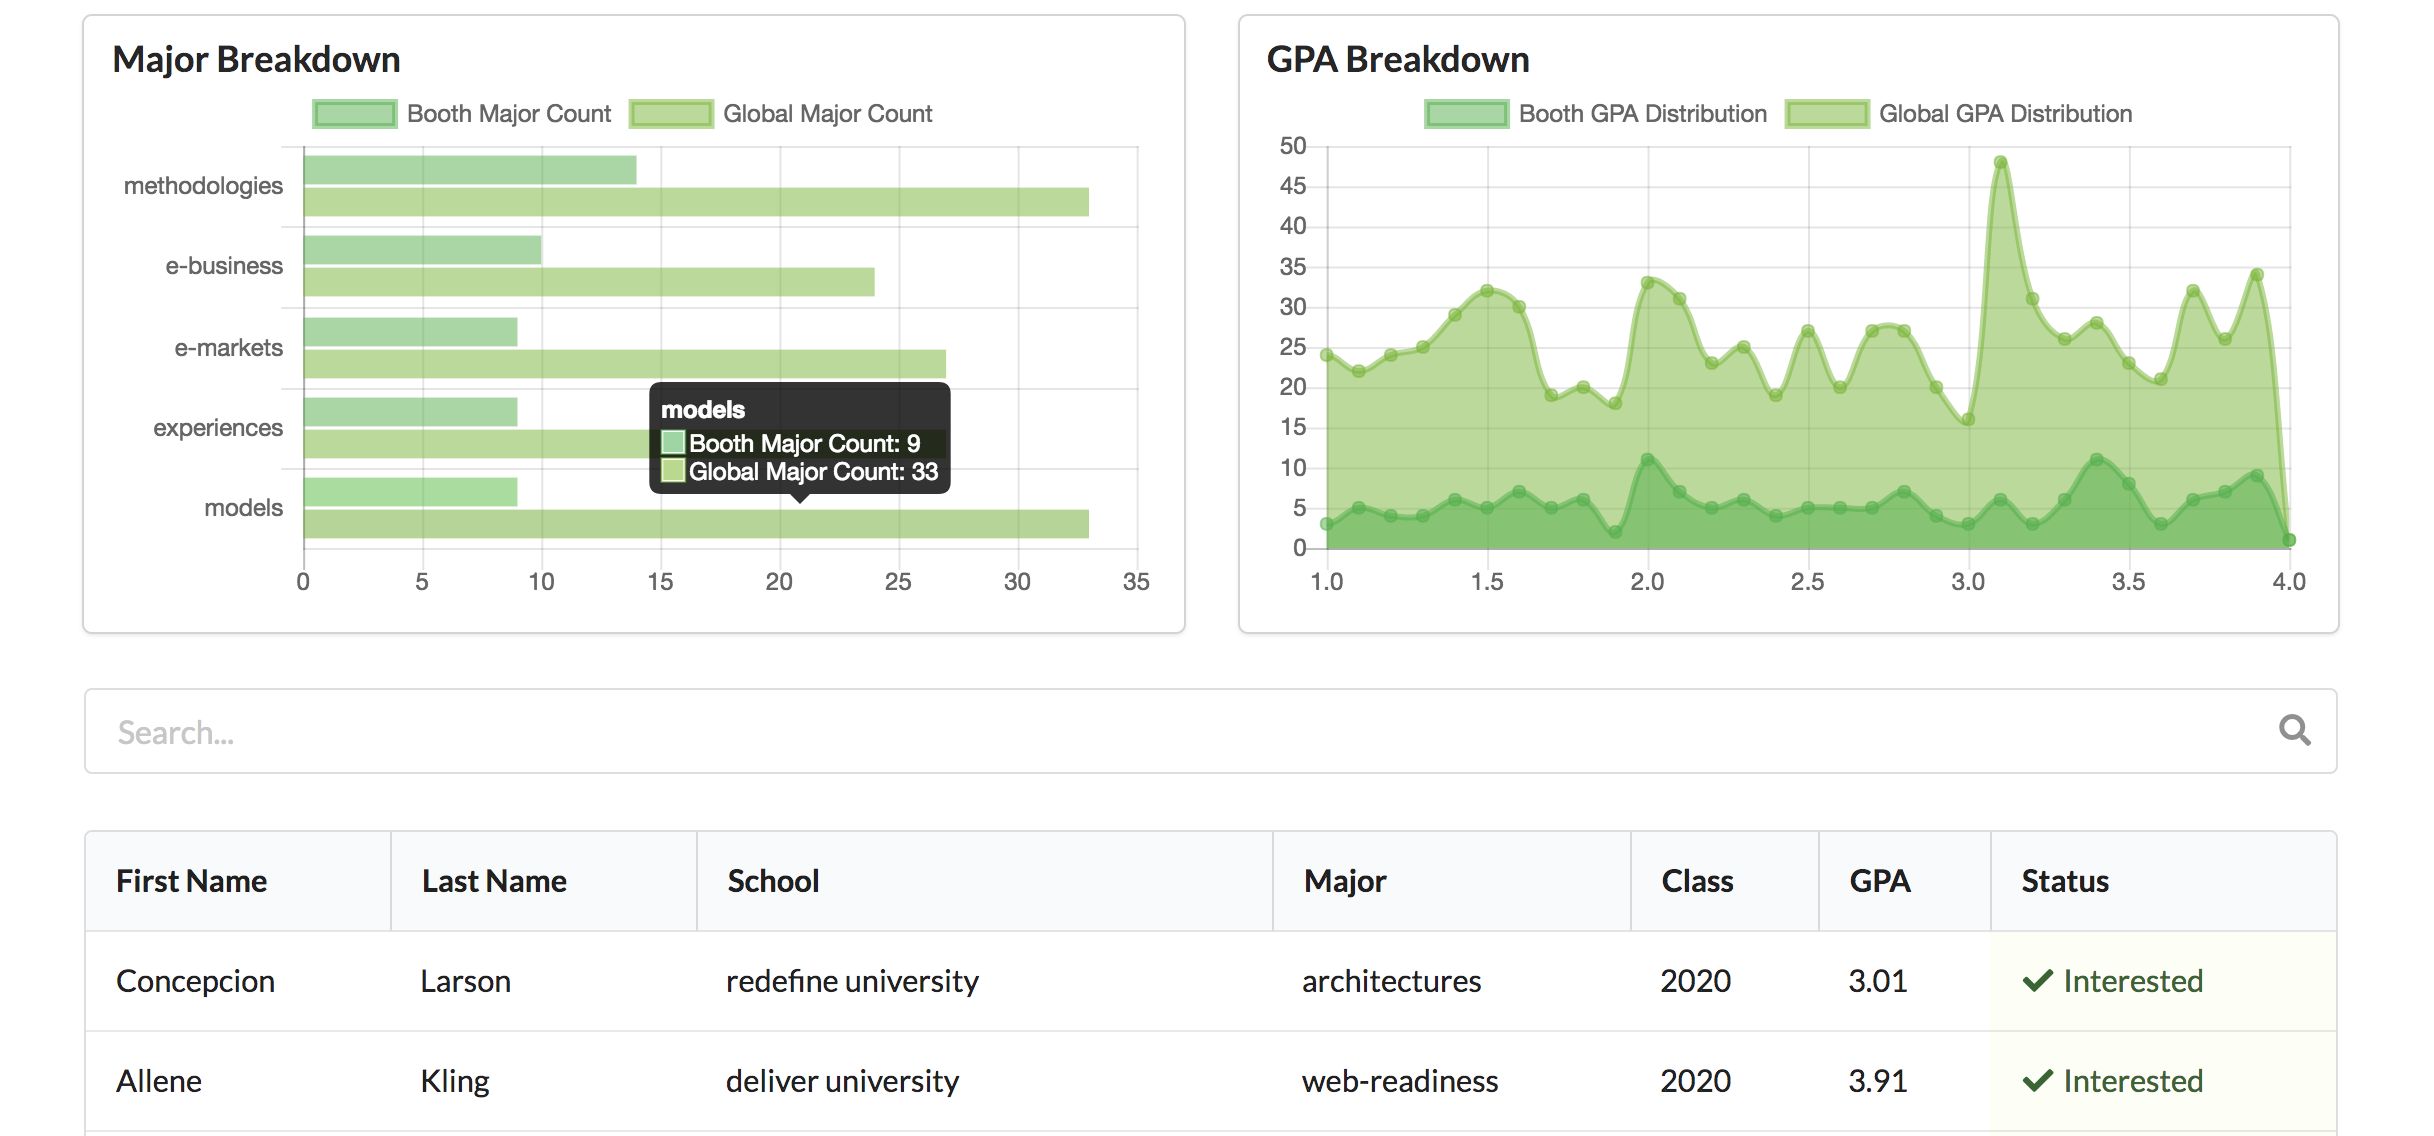 Major Breakdown
Booth Major Count Global Major Count
methodologies
e-business
e-markets
experiences
models
models
Booth Major Count: 9
Global Major Count: 33
0 5 10 15 20 25 30 35
GPA Breakdown
Booth GPA Distribution Global GPA Distribution
50
45
40
35
30
25
20
15
10
5
0
1.0 1.5 2.0 2.5 3.0 3.5 4.0
Search...
First Name Last Name School Major Class GPA Status
Concepcion Larson redefine university architectures 2020 3.01 Interested
Allene Kling deliver university web-readiness 2020 3.91 Interested